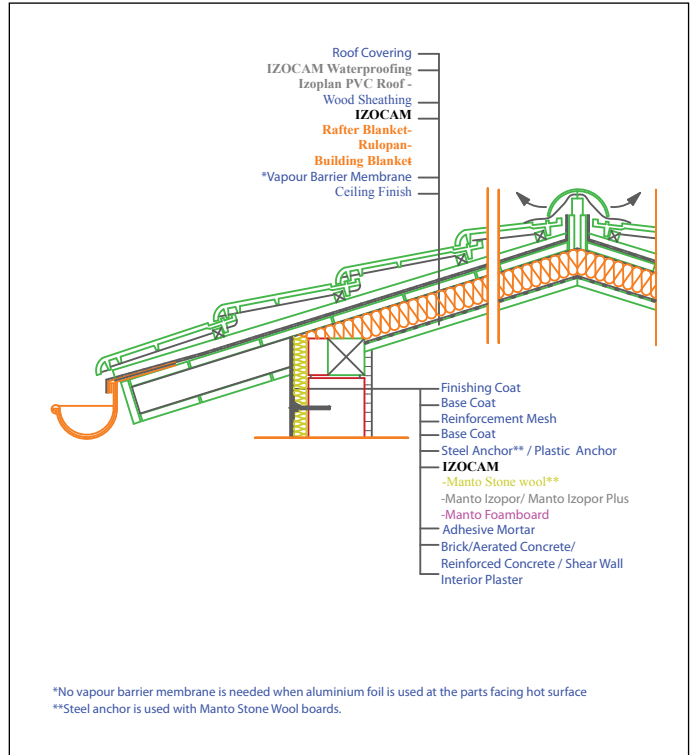 Roof Covering
IZOCAM Waterproofing
Izoplan PVC Roof -
Wood Sheathing
IZOCAM
Rafter Blanket-
Rulopan-
Building Blanket-
*Vapour Barrier Membrane
Ceiling Finish
Finishing Coat
Base Coat
Reinforcement Mesh
Base Coat
Steel Anchor** / Plastic Anchor
IZOCAM
-Manto Stone wool**
-Manto Izopor/ Manto Izopor Plus
-Manto Foamboard
Adhesive Mortar
Brick/Aerated Concrete/
Reinforced Concrete / Shear Wall
Interior Plaster
*No vapour barrier membrane is needed when aluminium foil is used at the parts facing hot surface
**Steel anchor is used with Manto Stone Wool boards.